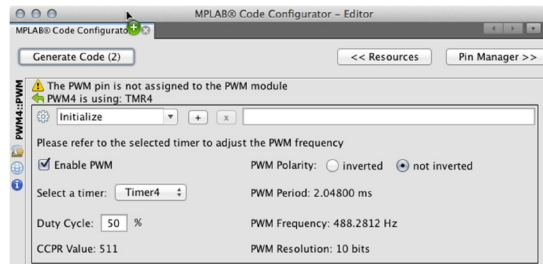 MPLAB® Code Configurator – Editor
MPLAB® Code Configurato
Generate Code (2)
<< Resources
Pin Manager >>
PWM4::PWM
The PWM pin is not assigned to the PWM module
PWM4 is using: TMR4
Initialize
+
x
Please refer to the selected timer to adjust the PWM frequency
Enable PWM
PWM Polarity:
inverted
not inverted
Select a timer:
Timer4
PWM Period: 2.04800 ms
Duty Cycle: 50 %
PWM Frequency: 488.2812 Hz
CCPR Value: 511
PWM Resolution: 10 bits